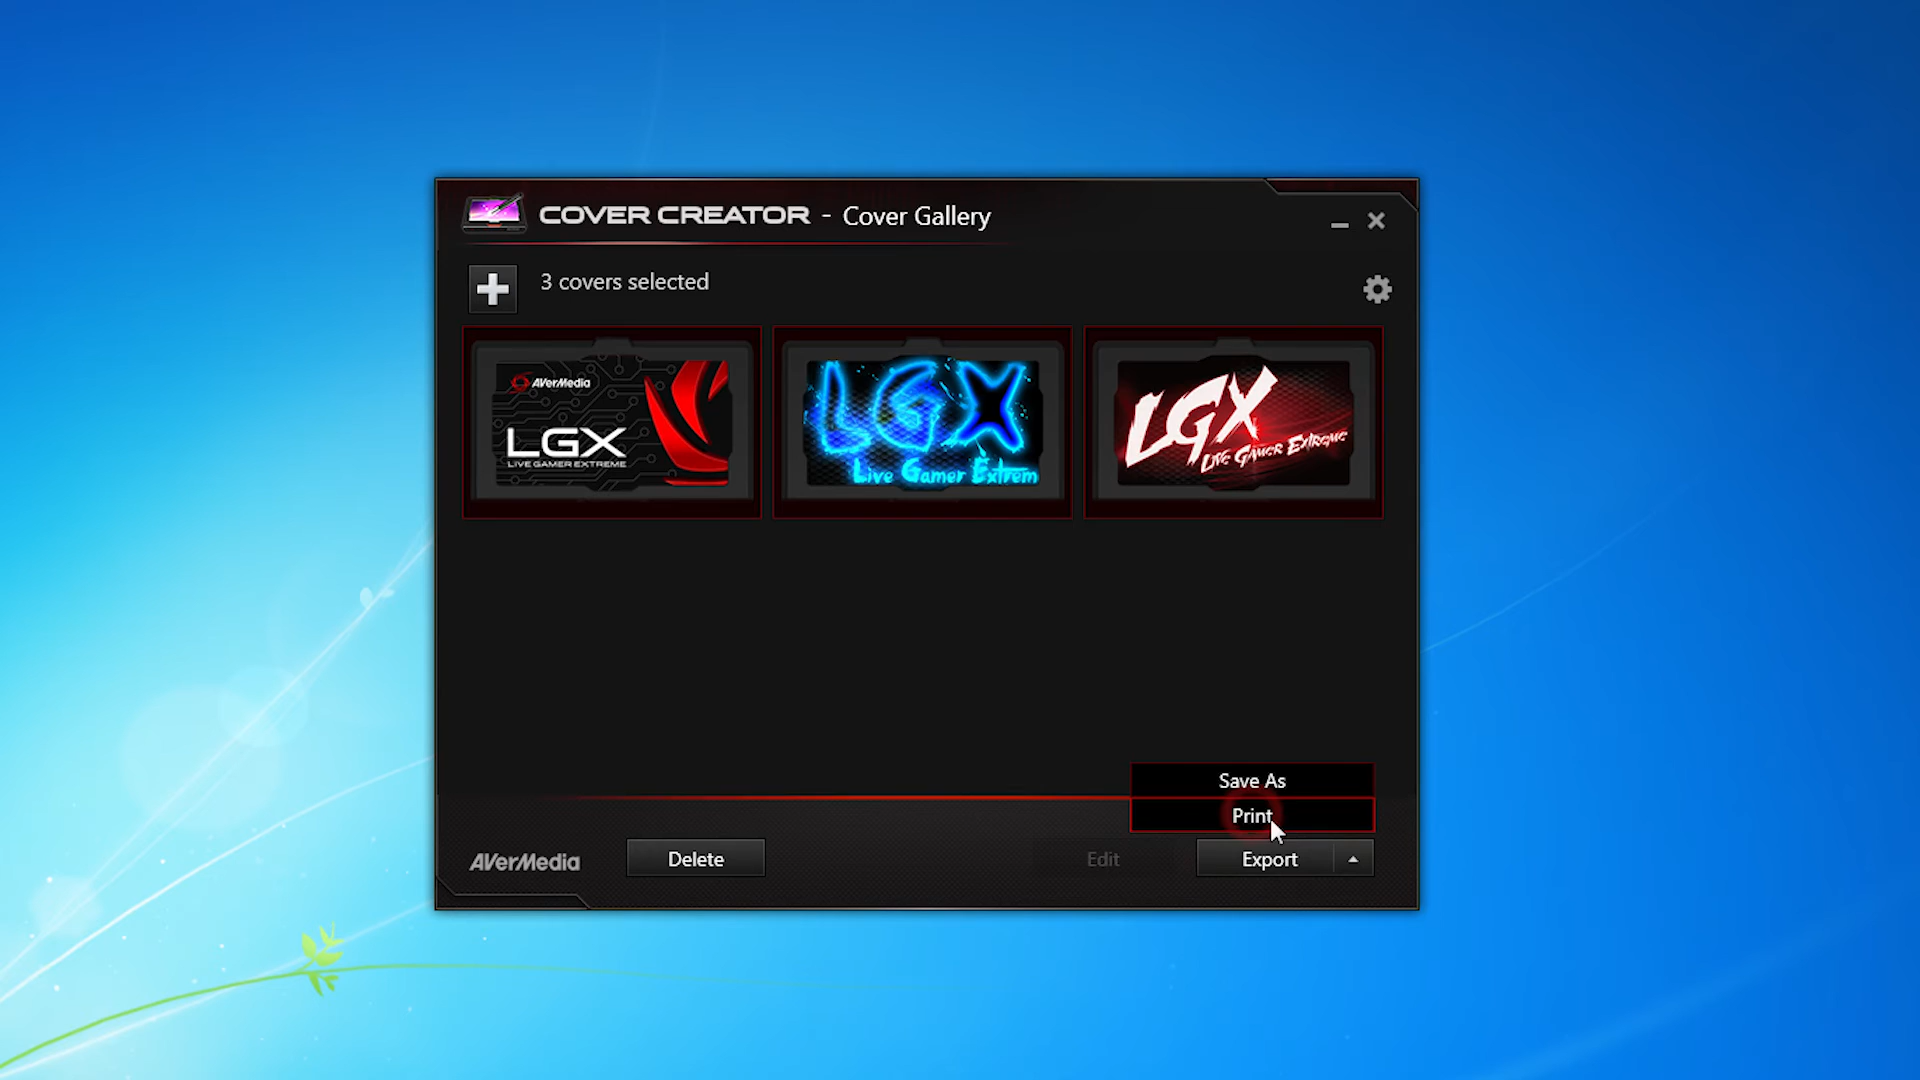 COVER CREATOR - Cover Gallery
3 covers selected
AVerMedia
LGX
LIVE GAMER EXTREME
LGX
Live Gamer Extrem
LGX
LIVE GAMER EXTREME
Save As
Print
AVerMedia
Delete
Edit
Export